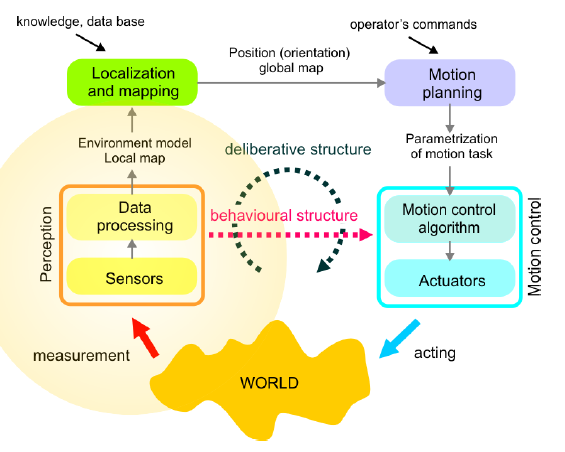 knowledge, data base
operator's commands
Localization
and mapping
Position (orientation)
global map
Motion
planning
Environment model
Local map
deliberative structure
Parametrization
of motion task
Perception
Data
processing
behavioural structure
Motion control
algorithm
Motion control
Sensors
Actuators
measurement
acting
WORLD